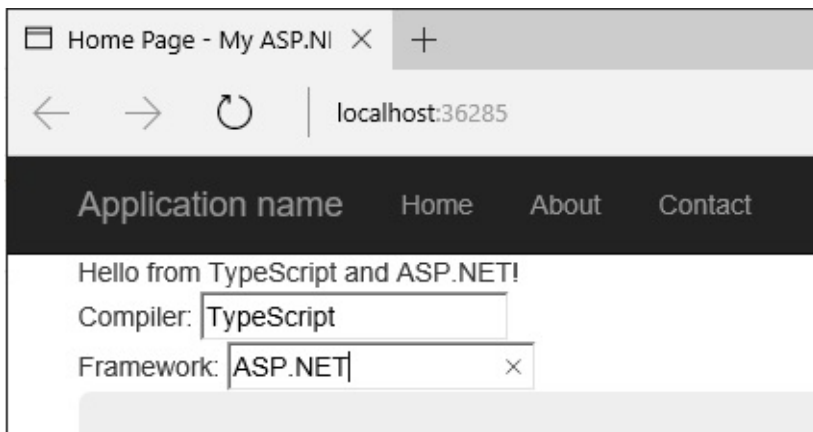 Home Page - My ASP.NI
localhost:36285
Application name Home About Contact
Hello from TypeScript and ASP.NET!
Compiler: TypeScript
Framework: ASP.NET